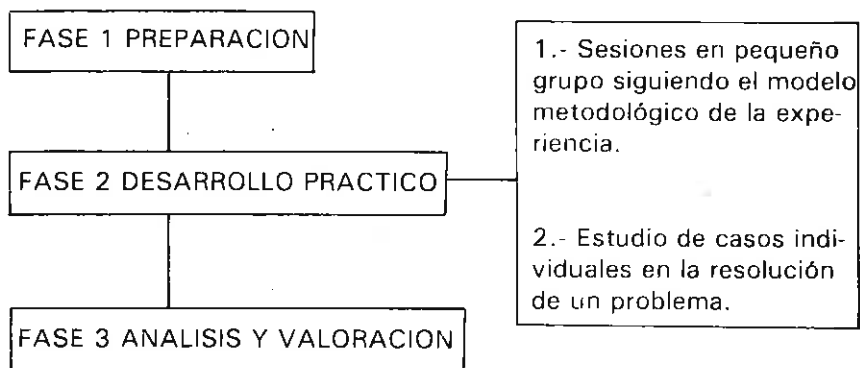 FASE 1 PREPARACION
FASE 2 DESARROLLO PRACTICO
FASE 3 ANALISIS Y VALORACION
1.- Sesiones en pequeño
grupo siguiendo el modelo
metodológico de la expe-
riencia.
2.- Estudio de casos indi-
viduales en la resolución
de un problema.